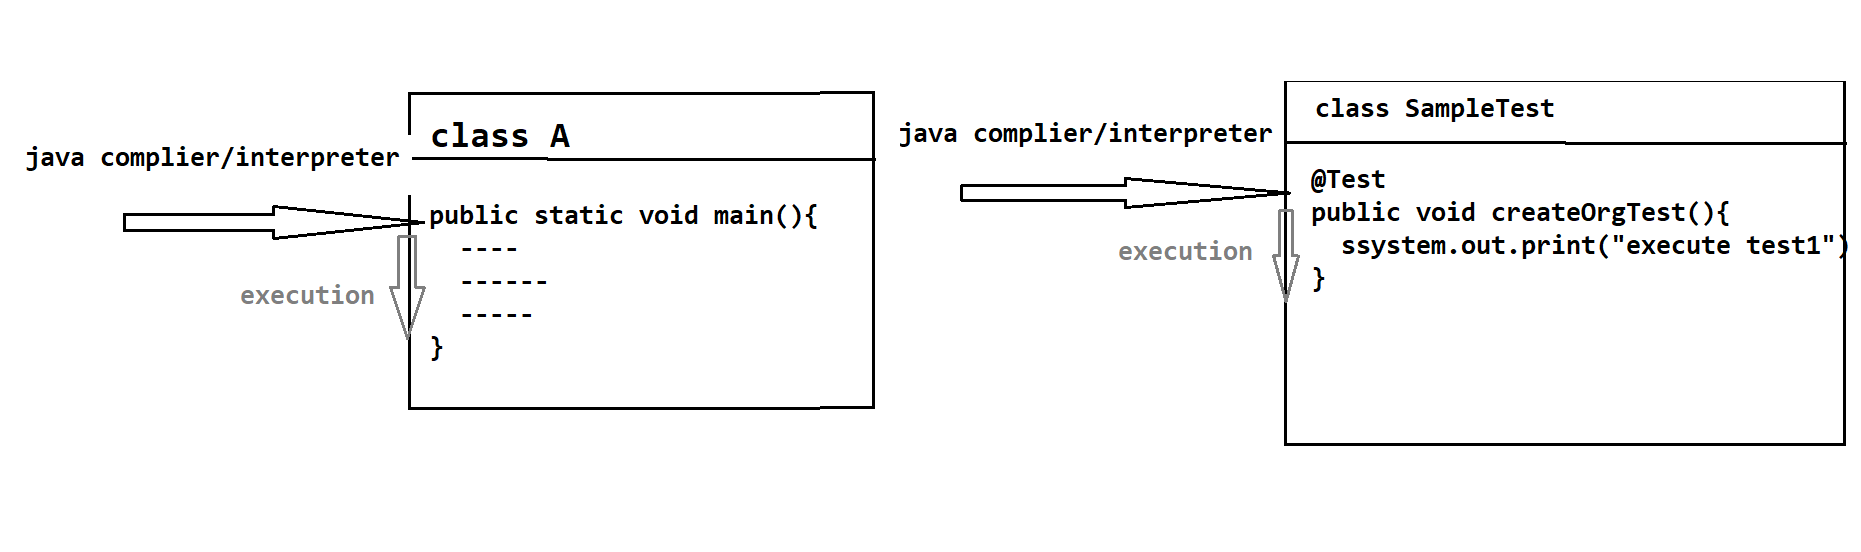 java complier/interpreter
class A
public static void main(){
----
------
-----
}
execution
java complier/interpreter
class SampleTest
@Test
public void createOrgTest(){
ssystem.out.print("execute test1")
}
execution